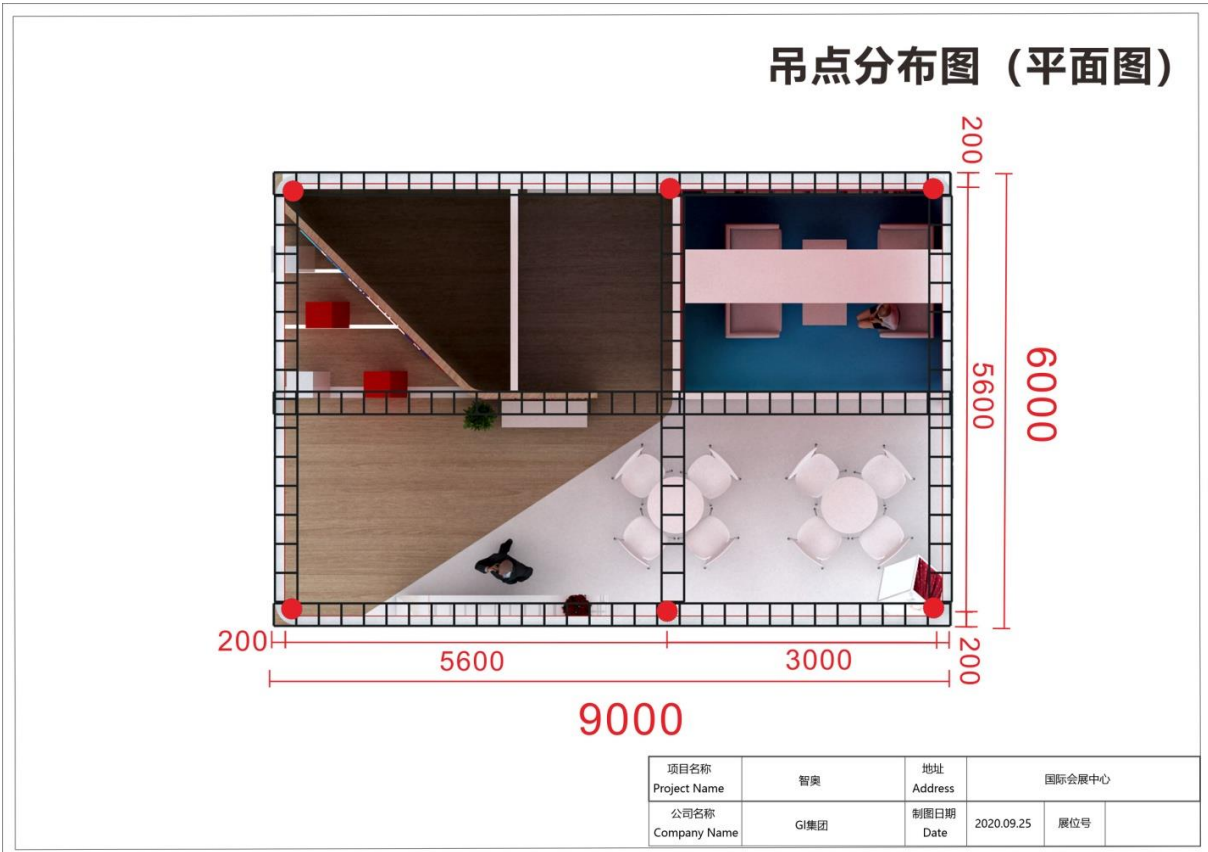 吊点分布图（平面图）
200
5600
6000
200
5600
3000
200
9000
项目名称
Project Name
智奥
地址
Address
国际会展中心
公司名称
Company Name
GI集团
制图日期
Date
2020.09.25
展位号